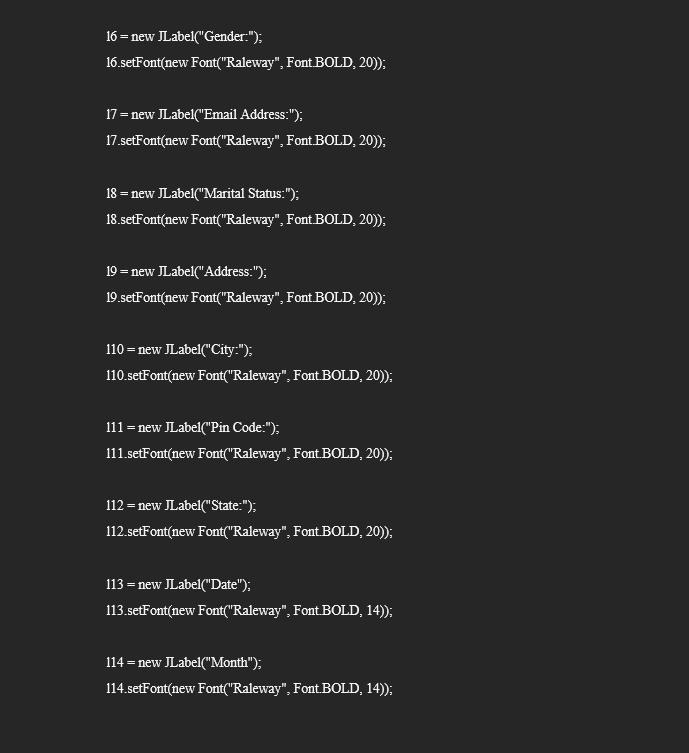 l6 = new JLabel("Gender:");
l6.setFont(new Font("Raleway", Font.BOLD, 20));
l7 = new JLabel("Email Address:");
l7.setFont(new Font("Raleway", Font.BOLD, 20));
l8 = new JLabel("Marital Status:");
l8.setFont(new Font("Raleway", Font.BOLD, 20));
l9 = new JLabel("Address:");
l9.setFont(new Font("Raleway", Font.BOLD, 20));
l10 = new JLabel("City:");
l10.setFont(new Font("Raleway", Font.BOLD, 20));
l11 = new JLabel("Pin Code:");
l11.setFont(new Font("Raleway", Font.BOLD, 20));
l12 = new JLabel("State:");
l12.setFont(new Font("Raleway", Font.BOLD, 20));
l13 = new JLabel("Date");
l13.setFont(new Font("Raleway", Font.BOLD, 14));
l14 = new JLabel("Month");
l14.setFont(new Font("Raleway", Font.BOLD, 14));